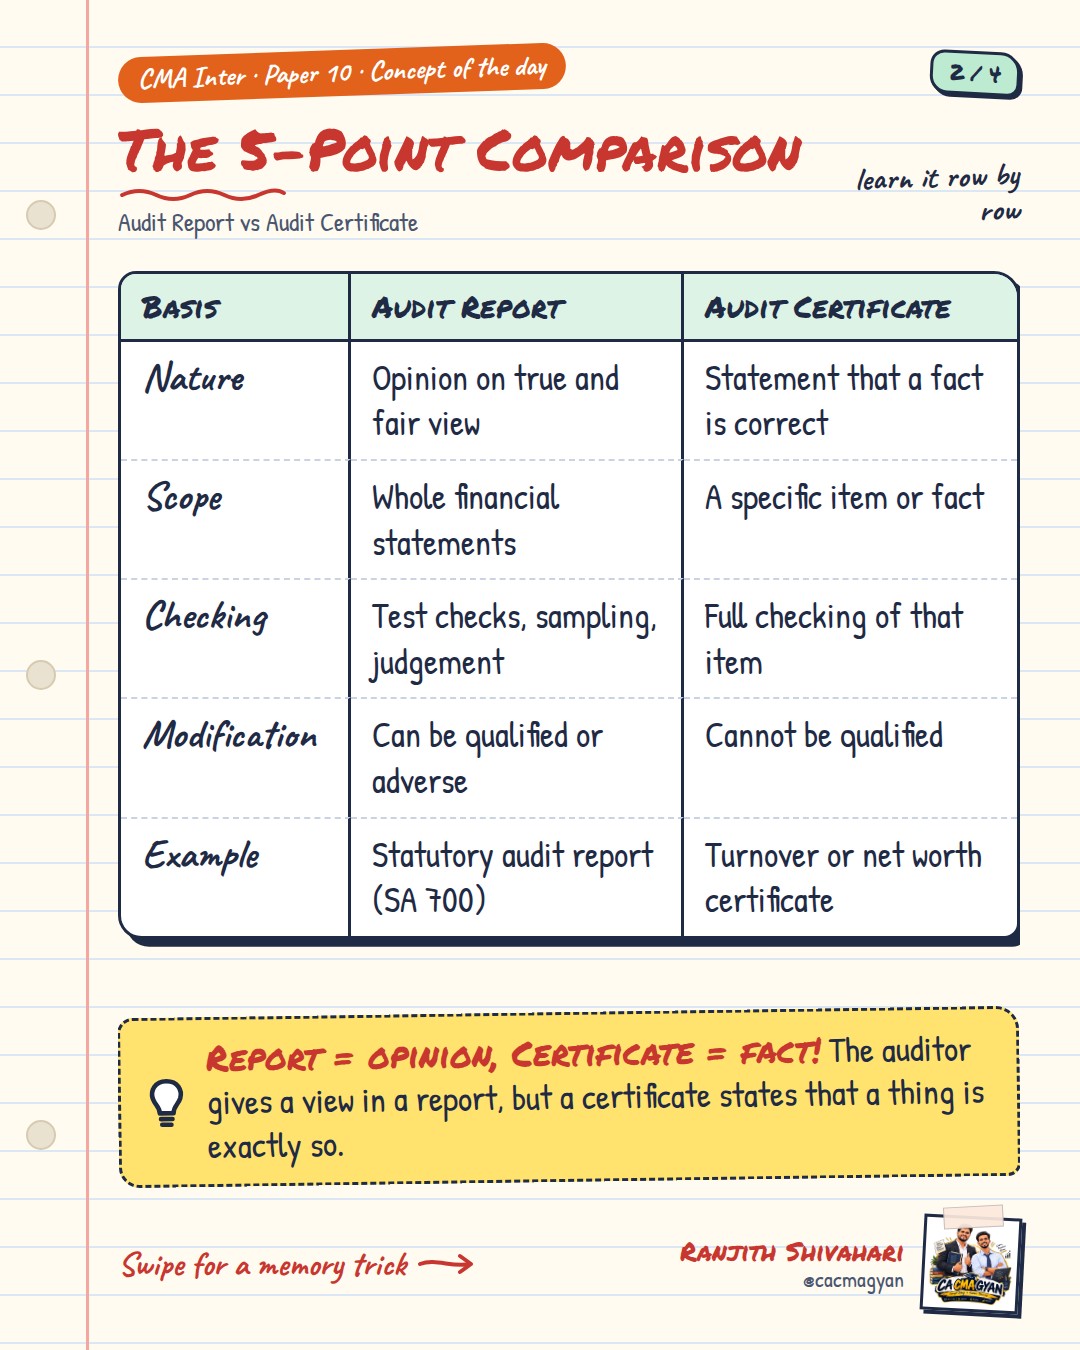 CMA Inter · Paper 10 · Concept of the day
2/4
The 5-Point Comparison
learn it row by
row
Audit Report vs Audit Certificate
Basis Audit Report Audit Certificate
Nature Opinion on true and Statement that a fact
fair view is correct
Scope Whole financial A specific item or fact
statements
Checking Test checks, sampling, Full checking of that
judgement item
Modification Can be qualified or Cannot be qualified
adverse
Example Statutory audit report Turnover or net worth
(SA 700) certificate
Report = opinion, Certificate = fact! The auditor
gives a view in a report, but a certificate states that a thing is
exactly so.
Swipe for a memory trick →
Ranjith Shivahari
@cacmagyan
CA CMA GYAN